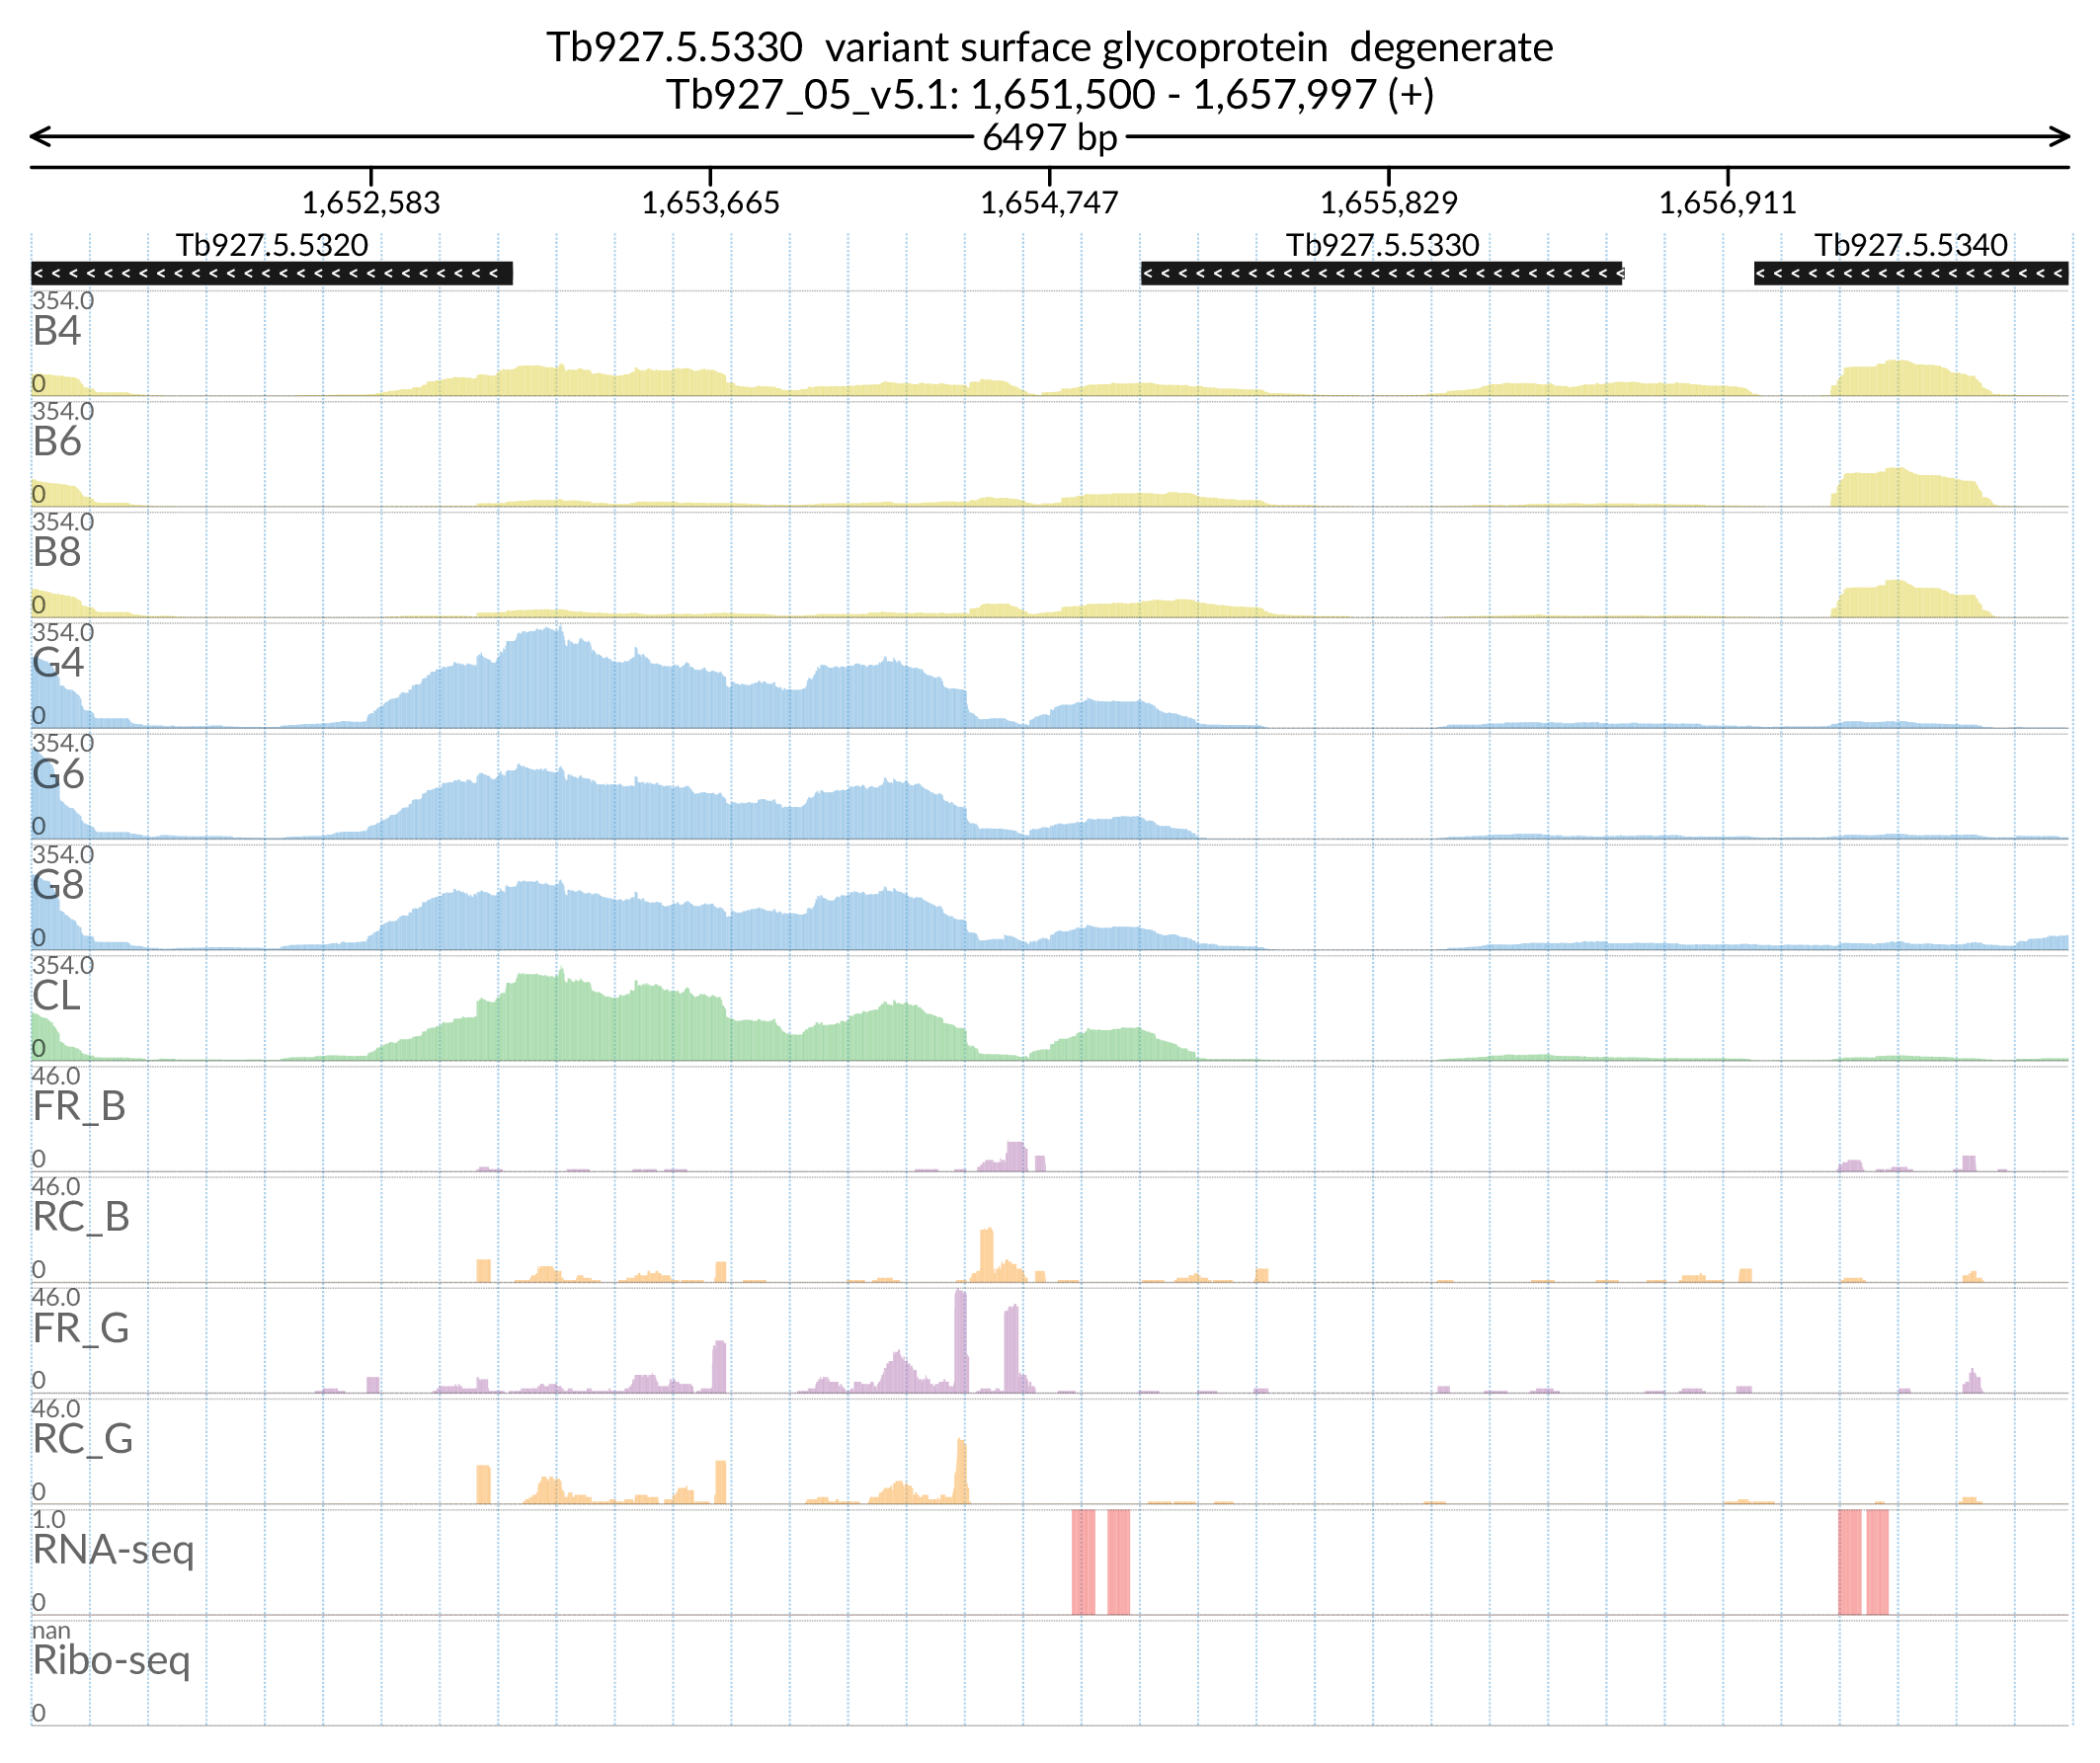 Tb927.5.5330 variant surface glycoprotein degenerate
Tb927_05_v5.1: 1,651,500 - 1,657,997 (+)
6497 bp
1,652,583 1,653,665 1,654,747 1,655,829 1,656,911
Tb927.5.5320 Tb927.5.5330 Tb927.5.5340
354.0
B4
0
354.0
B6
0
354.0
B8
0
354.0
G4
0
354.0
G6
0
354.0
G8
0
354.0
CL
0
46.0
FR_B
0
46.0
RC_B
0
46.0
FR_G
0
46.0
RC_G
0
1.0
RNA-seq
0
nan
Ribo-seq
0